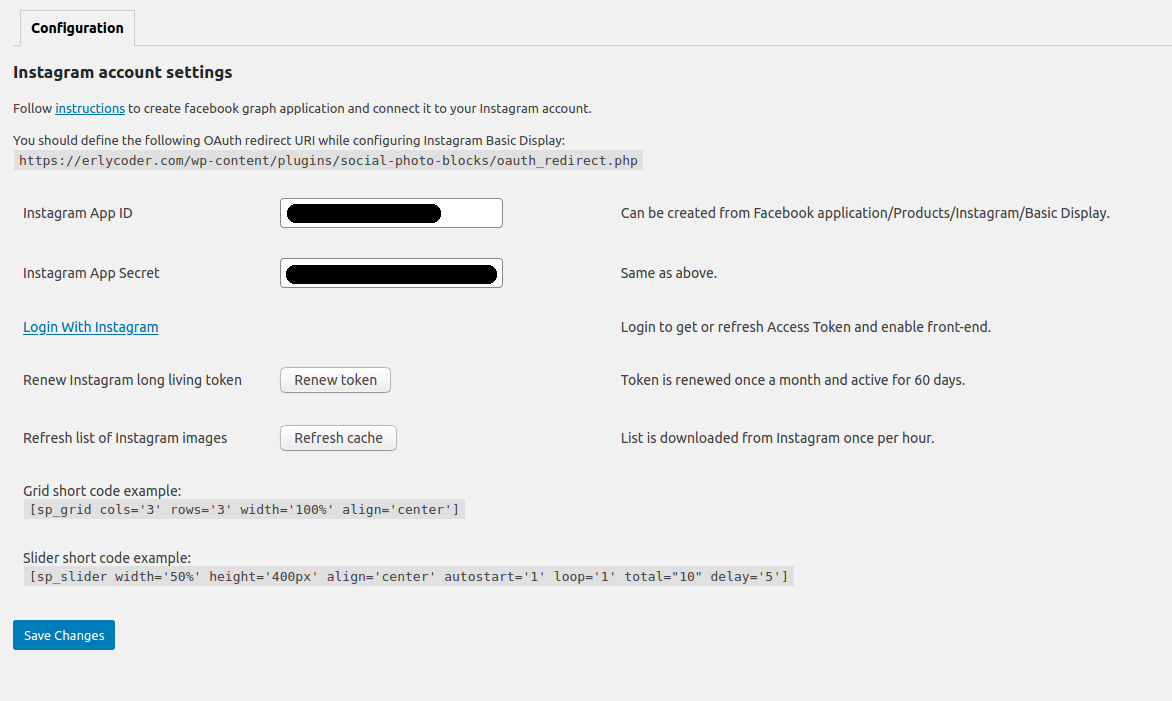 Configuration
Instagram account settings
Follow instructions to create facebook graph application and connect it to your Instagram account.
You should define the following OAuth redirect URI while configuring Instagram Basic Display:
https://erlycoder.com/wp-content/plugins/social-photo-blocks/oauth_redirect.php
Instagram App ID
Can be created from Facebook application/Products/Instagram/Basic Display.
Instagram App Secret
Same as above.
Login With Instagram
Login to get or refresh Access Token and enable front-end.
Renew Instagram long living token
Renew token
Token is renewed once a month and active for 60 days.
Refresh list of Instagram images
Refresh cache
List is downloaded from Instagram once per hour.
Grid short code example:
[sp_grid cols='3' rows='3' width='100%' align='center']
Slider short code example:
[sp_slider width='50%' height='400px' align='center' autostart='1' loop='1' total="10" delay='5']
Save Changes